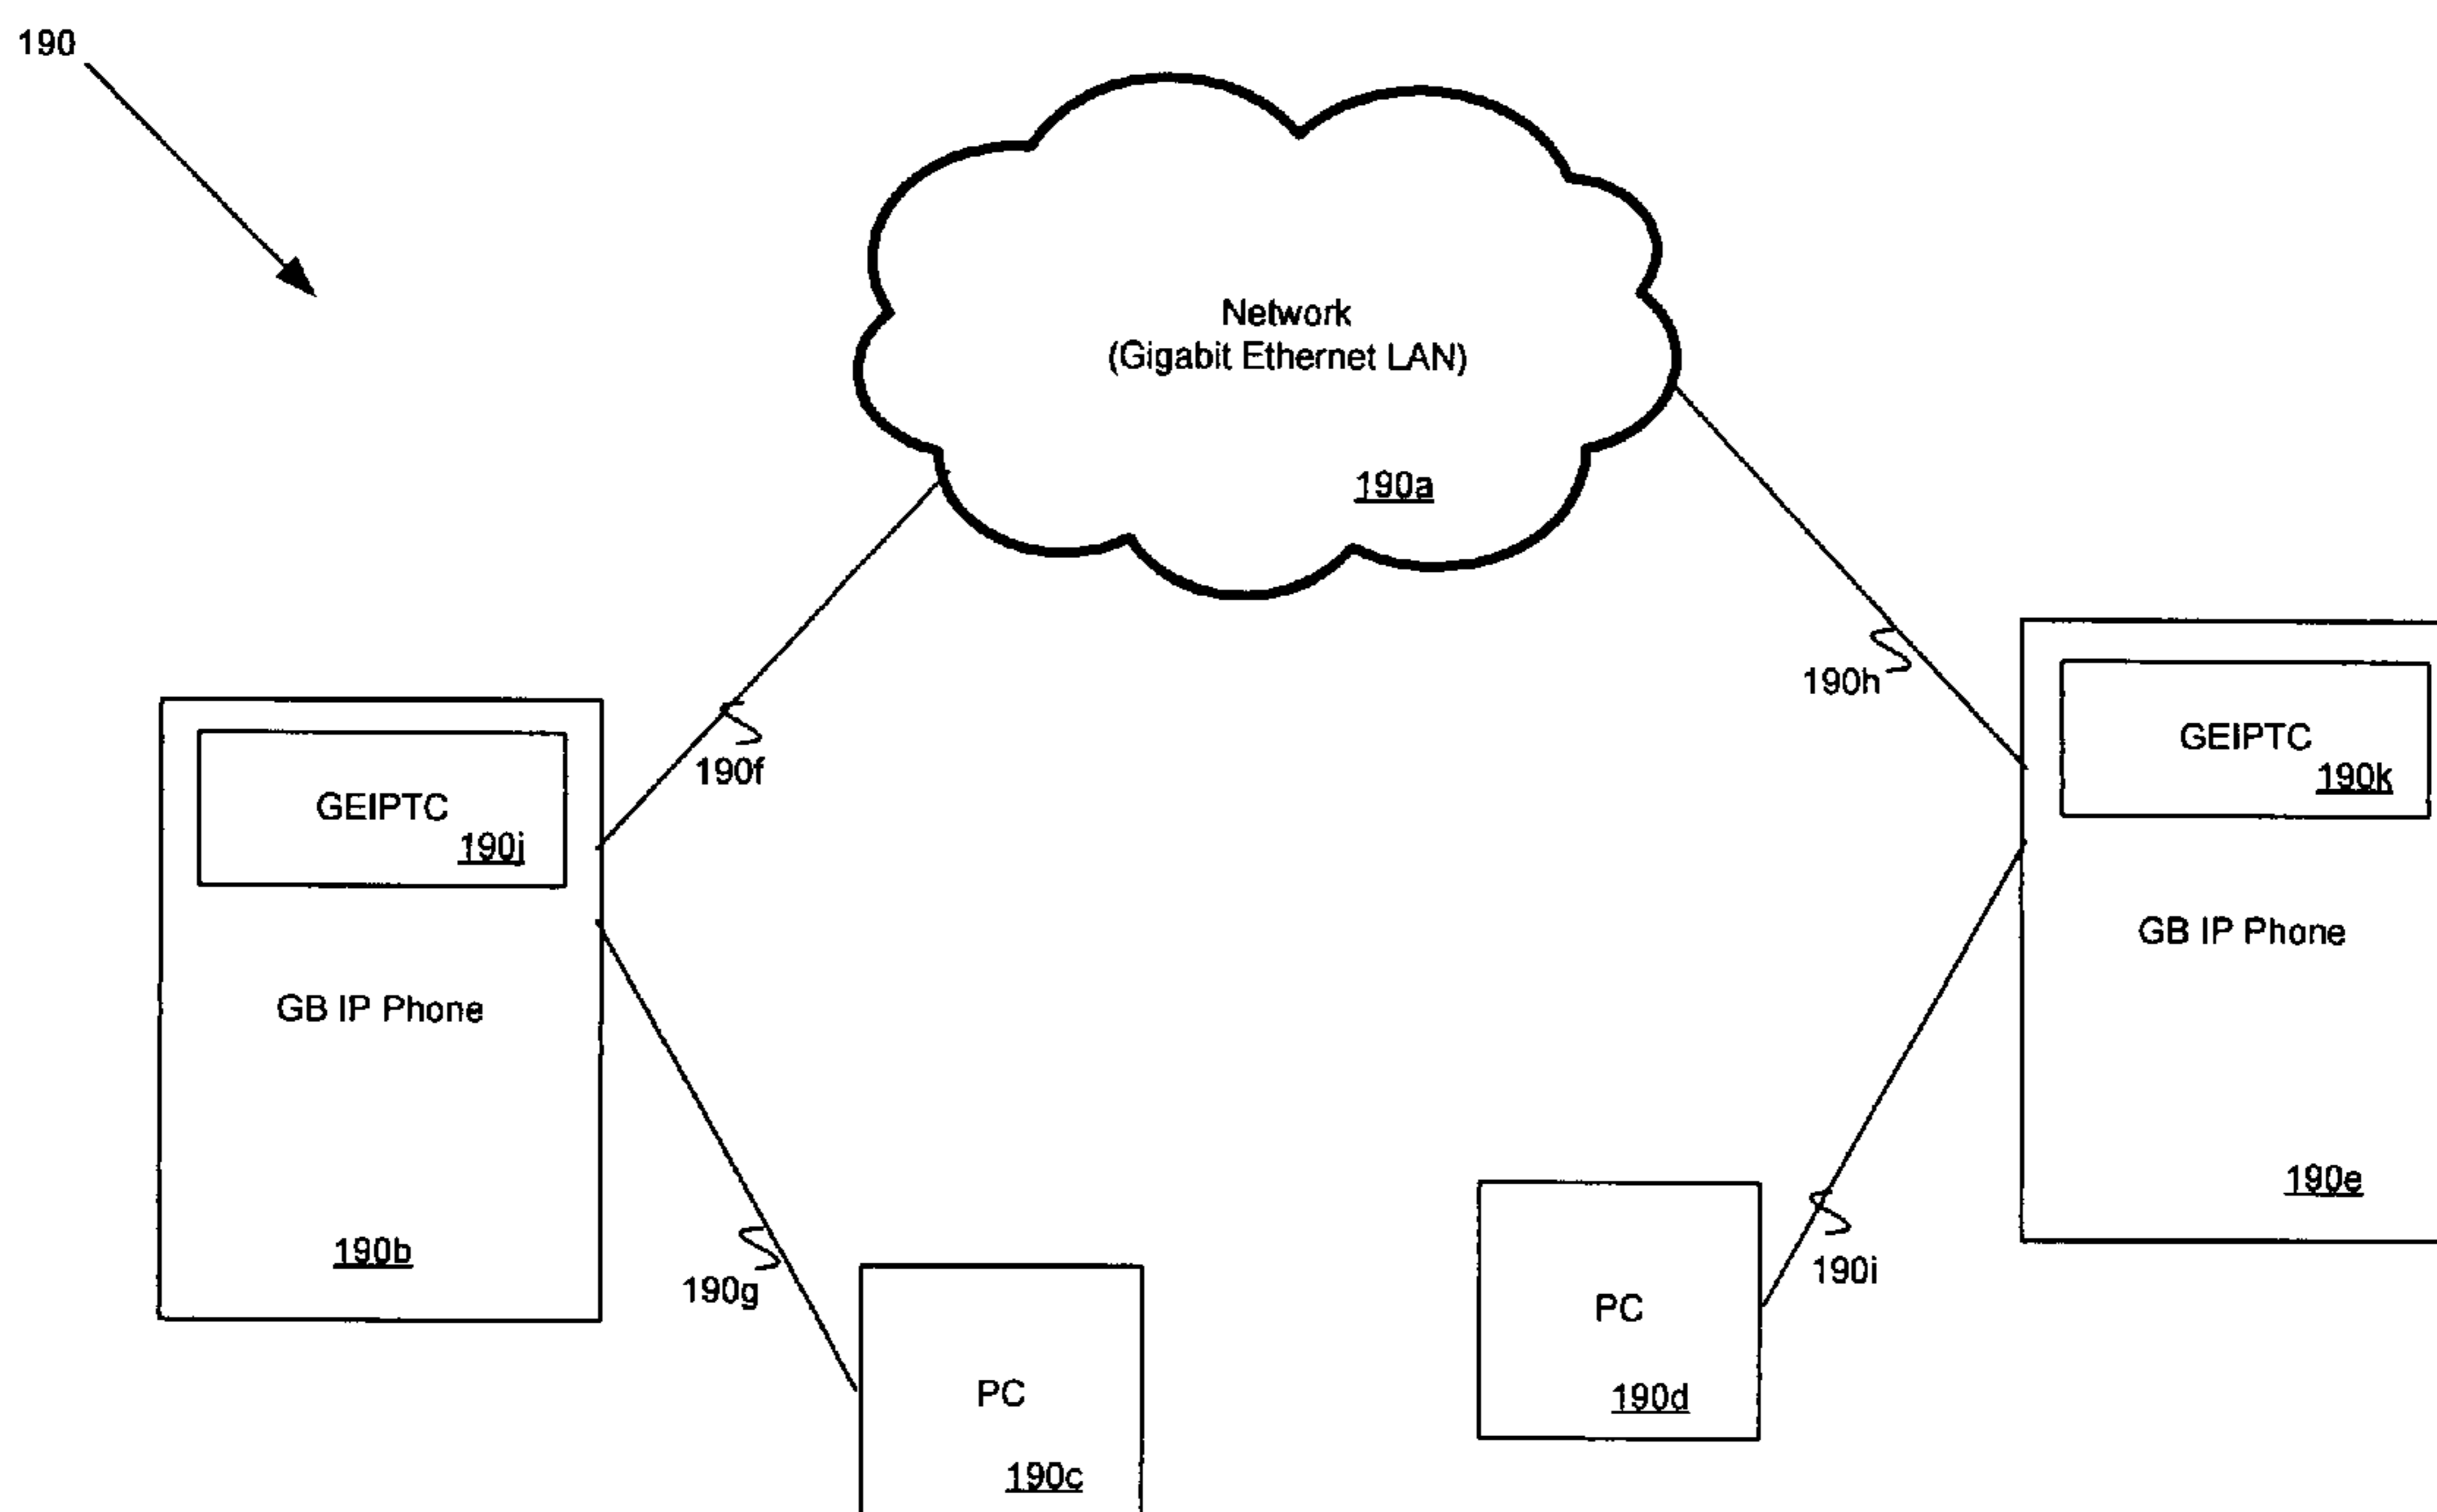 190
Network
(Gigabit Ethernet LAN)
190a
190h
190f
GEIPTC
190k
GEIPTC
190j
GB IP Phone
190e
GB IP Phone
190b
190g
190i
PC
190d
PC
190c